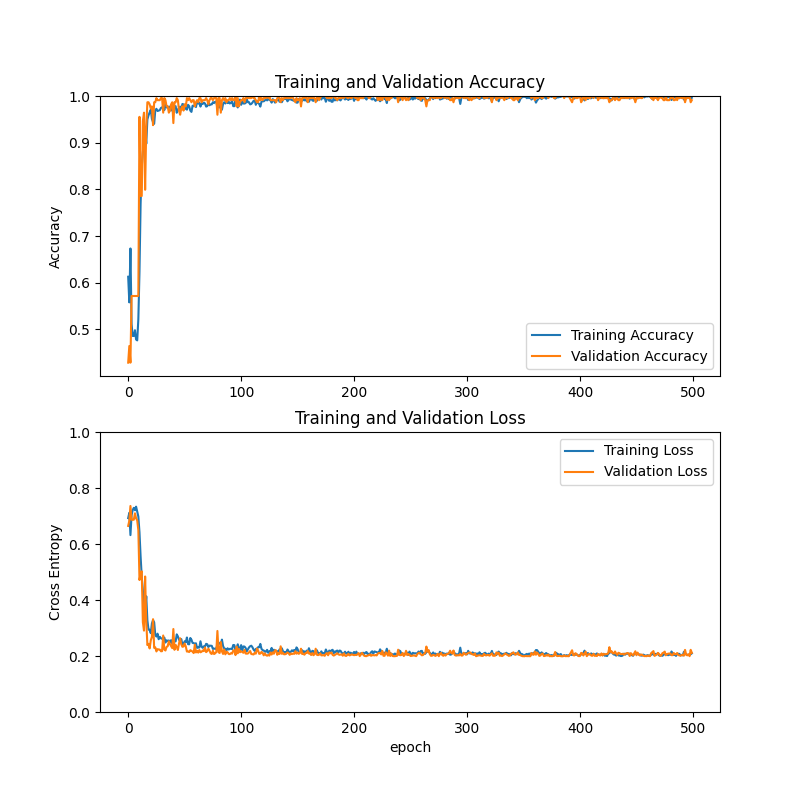 Training and Validation Accuracy
1.0
0.9
0.8
0.7
0.6
0.5
Accuracy
Training Accuracy
Validation Accuracy
0 100 200 300 400 500
Training and Validation Loss
1.0
0.8
0.6
0.4
0.2
0.0
Cross Entropy
Training Loss
Validation Loss
0 100 200 300 400 500
epoch